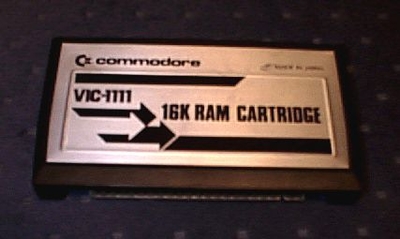 commodore
MADE IN JAPAN
VIC-1111
16K RAM CARTRIDGE